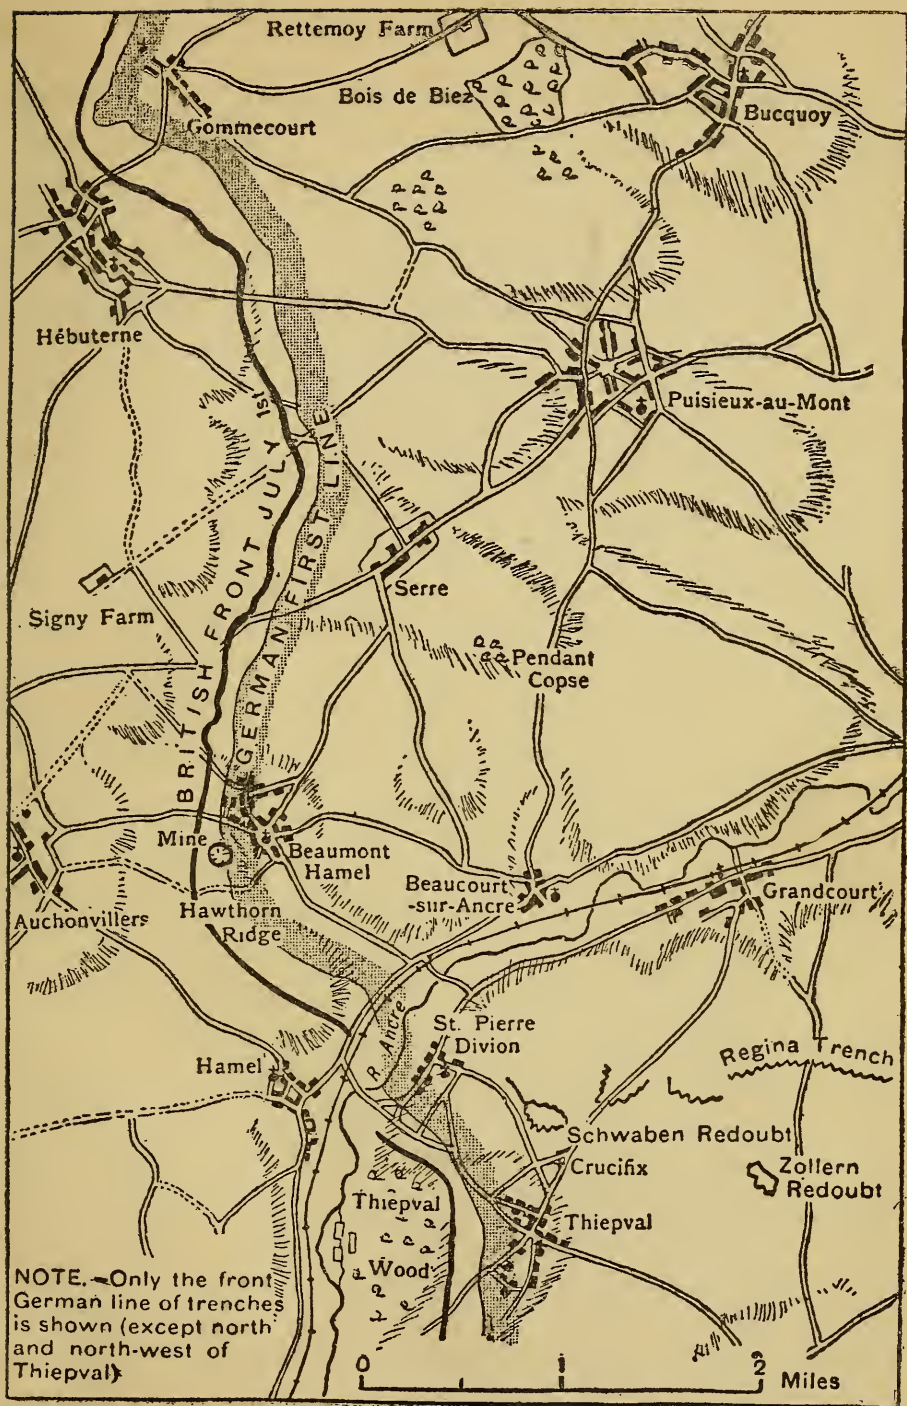 Rettemoy Farm
Bois de Biez
Bucquoy
Gommecourt
Hébuterne
Puisieux-au-Mont
BRITISH FRONT JULY 1st
GERMAN FIRST LINE
Serre
Signy Farm
Pendant
Copse
Mine
Beaumont
Hamel
Beaucourt
-sur-Ancre
Grandcourt
Auchonvillers
Hawthorn
Ridge
R. Ancre
St. Pierre
Divion
Hamel
Regina Trench
Schwaben Redoubt
Crucifix
Zollern
Redoubt
Thiepval
Wood
Thiepval
NOTE.—Only the front
German line of trenches
is shown (except north
and north-west of
Thiepval)
0 1 2
Miles